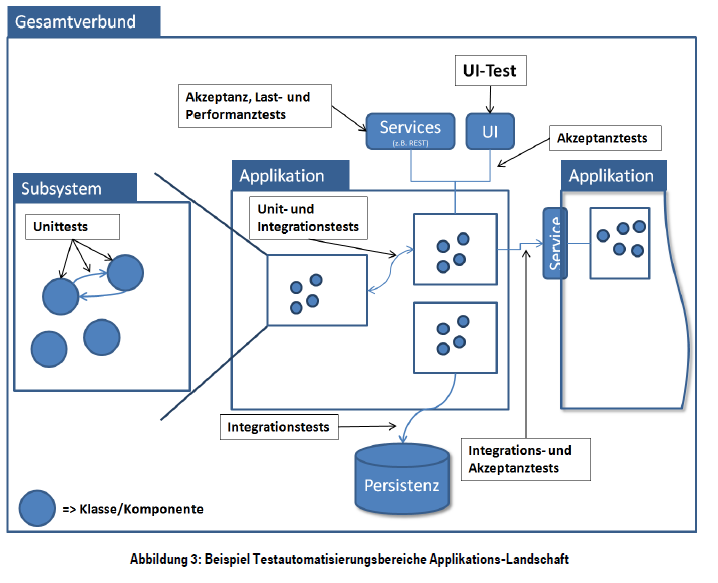 Gesamtverbund
UI-Test
Akzeptanz, Last- und
Performanztests
Services
(z.B. REST)
UI
Akzeptanztests
Subsystem
Applikation
Applikation
Unittests
Unit- und
Integrationstests
Service
Integrationstests
Integrations- und
Akzeptanztests
Persistenz
=> Klasse/Komponente
Abbildung 3: Beispiel Testautomatisierungsbereiche Applikations-Landschaft